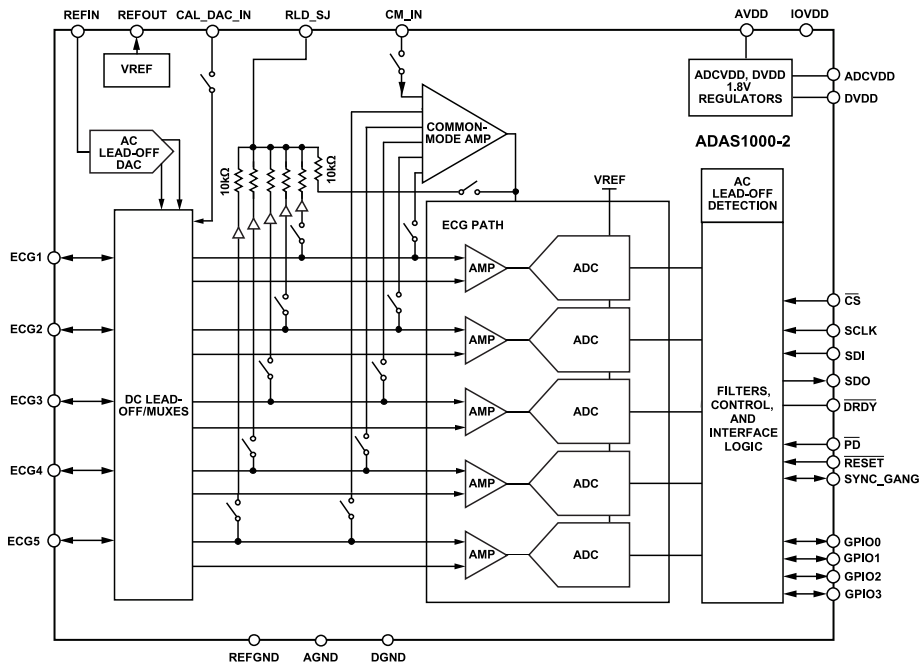 REFIN REFOUT CAL_DAC_IN RLD_SJ CM_IN AVDD IOVDD
VREF
ADCVDD, DVDD
1.8V
REGULATORS
ADCVDD
DVDD
COMMON-
MODE AMP
ADAS1000-2
AC
LEAD-OFF
DAC
10kΩ
10kΩ
VREF
AC
LEAD-OFF
DETECTION
ECG PATH
ECG1
AMP
ADC
CS
ECG2
AMP
ADC
SCLK
SDI
ECG3
DC LEAD-
OFF/MUXES
AMP
ADC
FILTERS,
CONTROL,
AND
INTERFACE
LOGIC
SDO
DRDY
PD
ECG4
AMP
ADC
RESET
SYNC_GANG
ECG5
AMP
ADC
GPIO0
GPIO1
GPIO2
GPIO3
REFGND AGND DGND